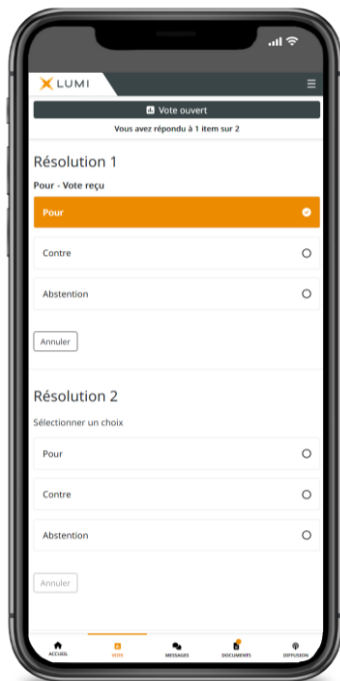 LUMI
Vote ouvert
Vous avez répondu à 1 item sur 2
Résolution 1
Pour - Vote reçu
Pour
Contre
Abstention
Annuler
Résolution 2
Sélectionner un choix
Pour
Contre
Abstention
Annuler
ACCUEIL VOTE MESSAGES DOCUMENTS DIFFUSION